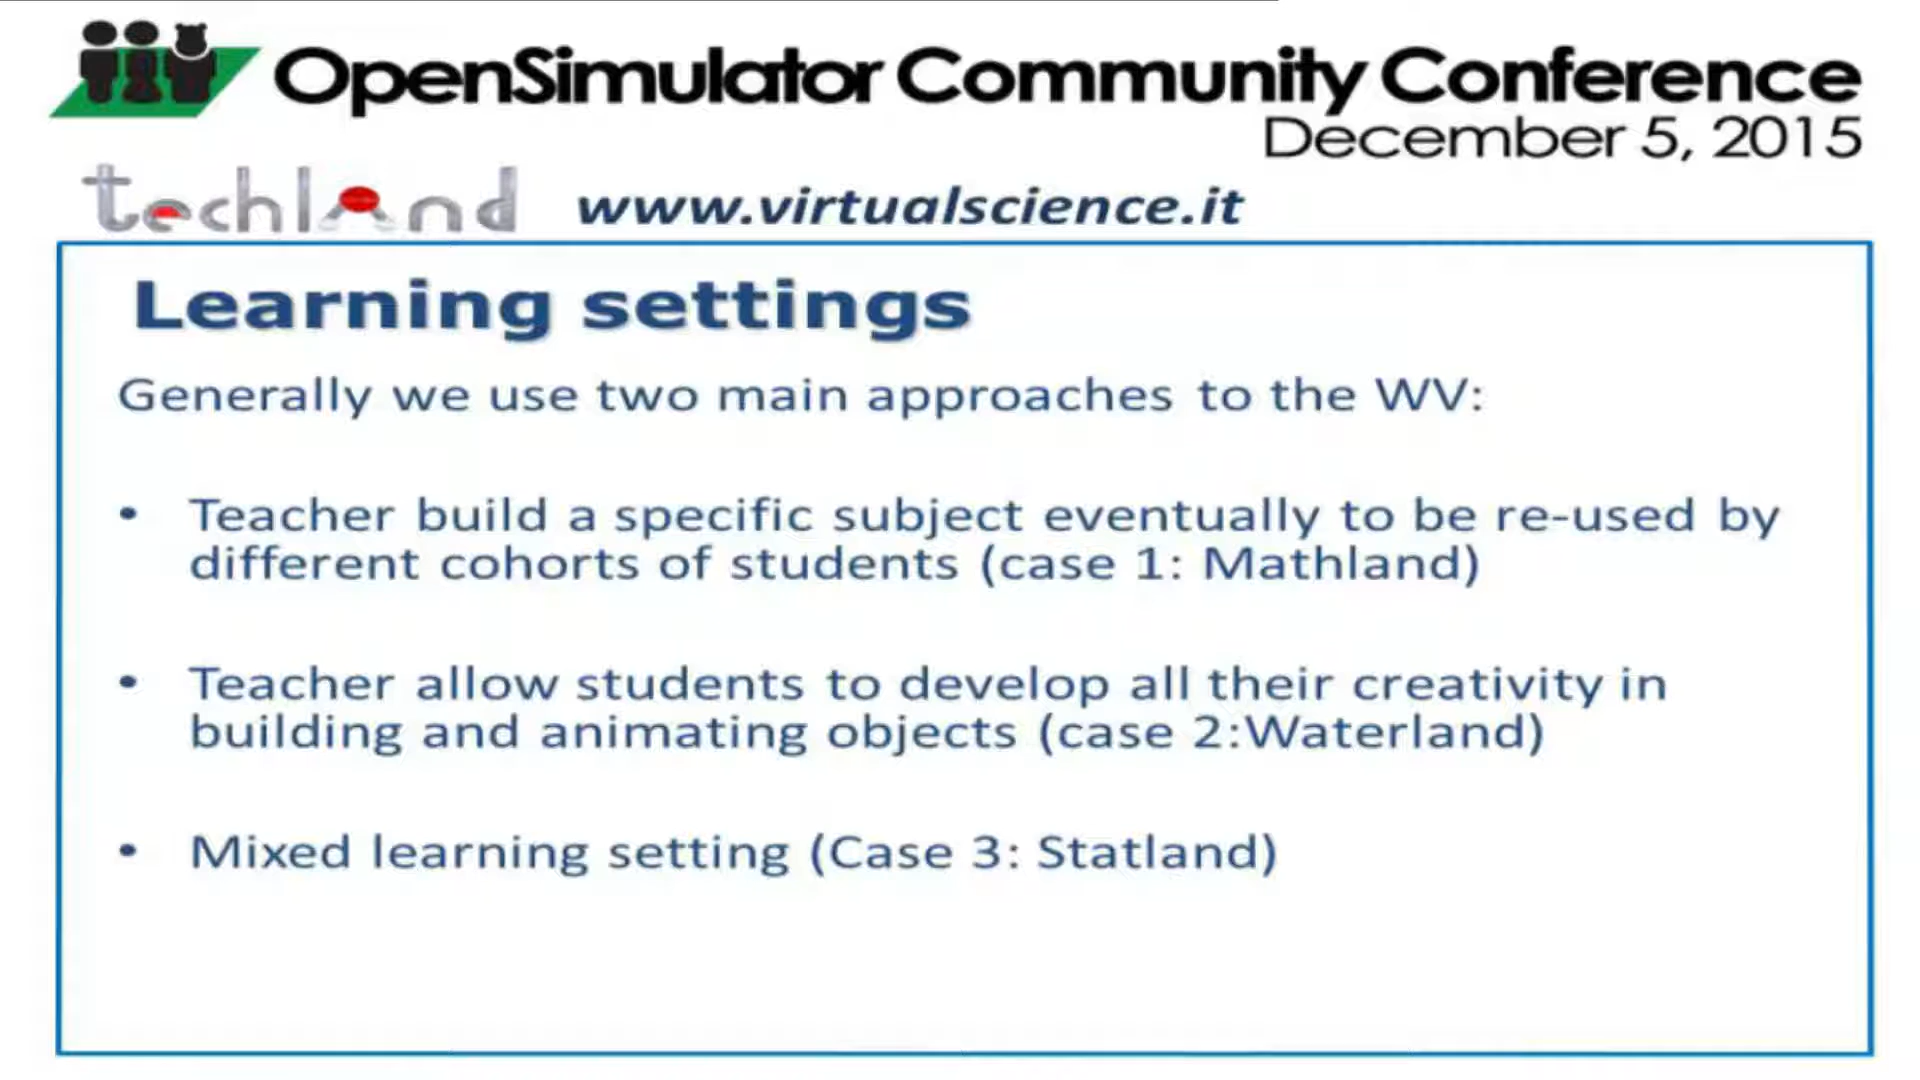 OpenSimulator Community Conference
December 5, 2015
techland www.virtualscience.it
Learning settings
Generally we use two main approaches to the WV:
• Teacher build a specific subject eventually to be re-used by
different cohorts of students (case 1: Mathland)
• Teacher allow students to develop all their creativity in
building and animating objects (case 2:Waterland)
• Mixed learning setting (Case 3: Statland)